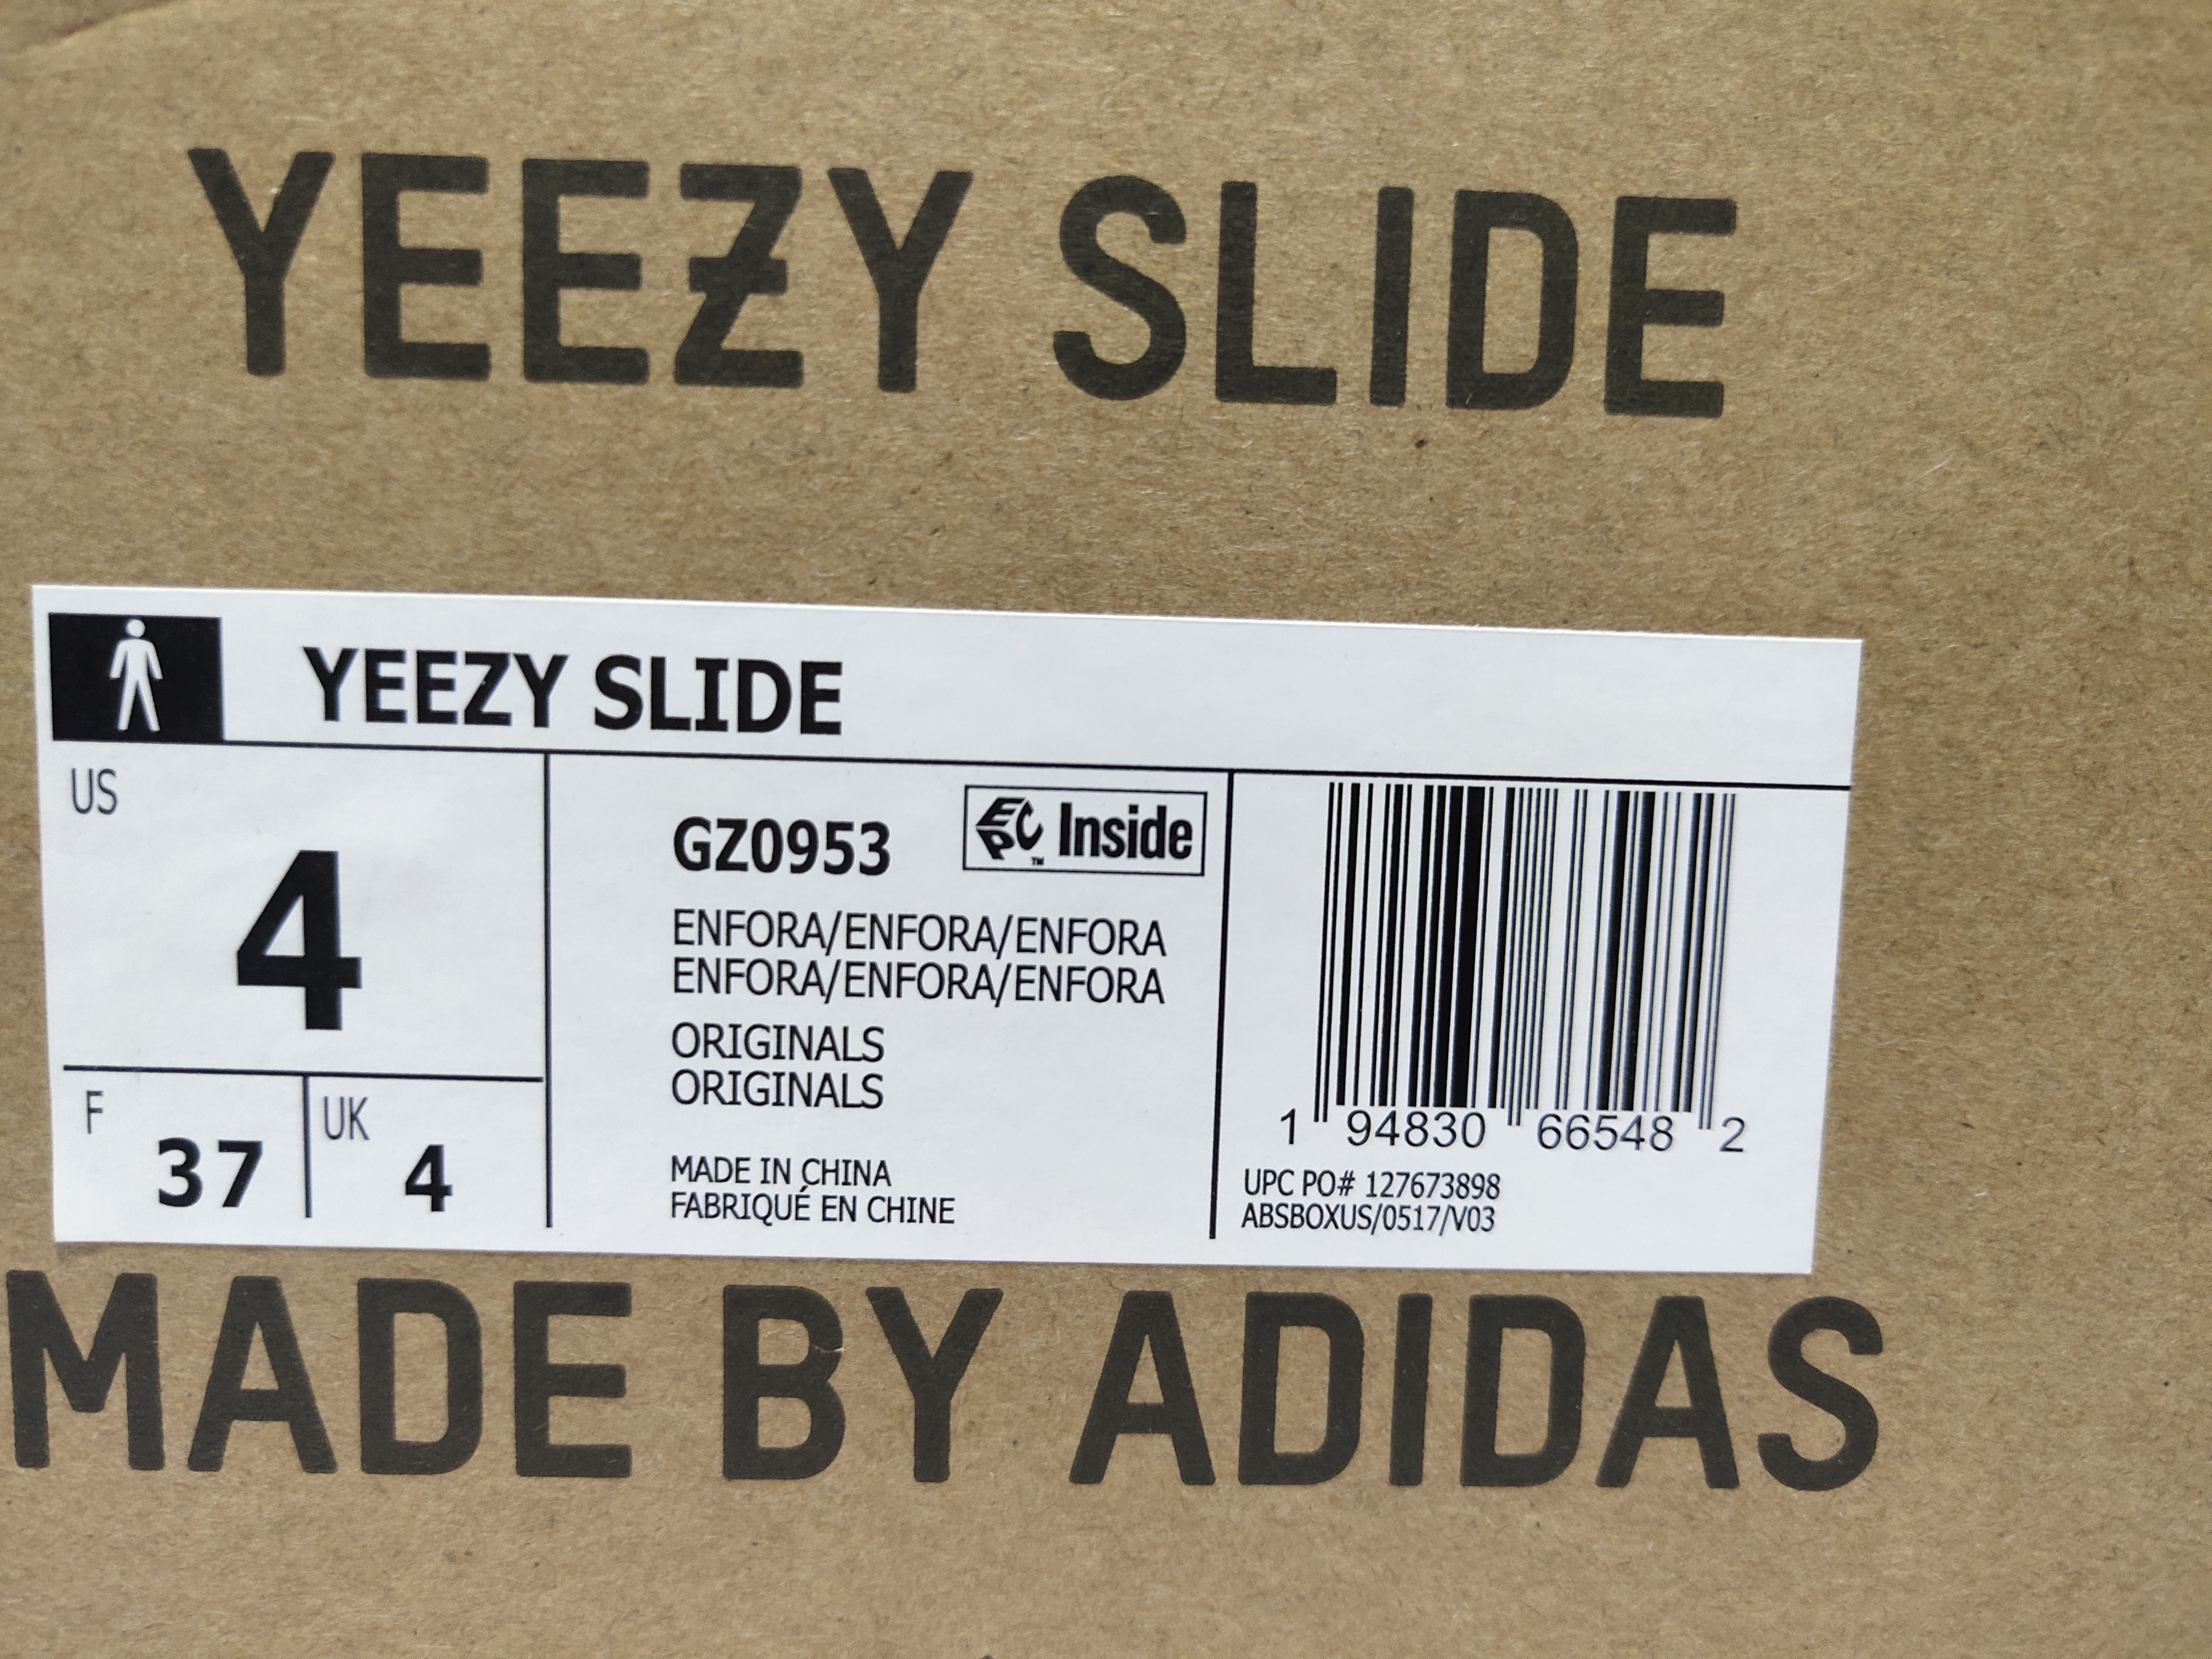 YEEZY SLIDE
YEEZY SLIDE
US
4
F
37
UK
4
GZ0953
EPC Inside
TM
ENFORA/ENFORA/ENFORA
ENFORA/ENFORA/ENFORA
ORIGINALS
ORIGINALS
MADE IN CHINA
FABRIQUÉ EN CHINE
1 94830 66548 2
UPC PO# 127673898
ABSBOXUS/0517/V03
MADE BY ADIDAS